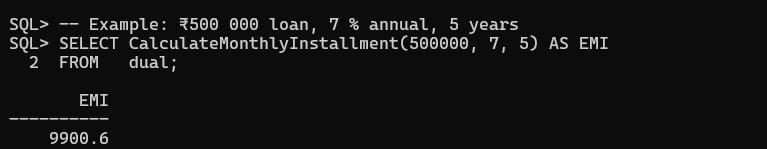 SQL> -- Example: ₹500 000 loan, 7 % annual, 5 years
SQL> SELECT CalculateMonthlyInstallment(500000, 7, 5) AS EMI
  2  FROM   dual;

       EMI
----------
    9900.6